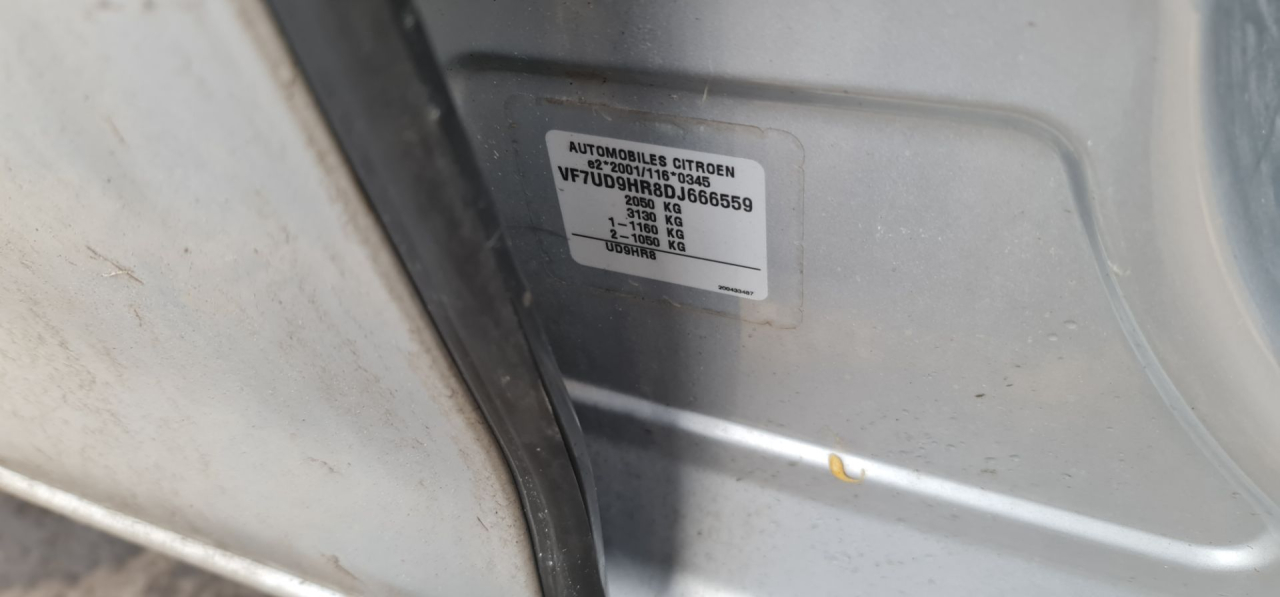 AUTOMOBILES CITROEN
e2*2001/116*0345
VF7UD9HR8DJ666559
2050 KG
3130 KG
1-1160 KG
2-1050 KG
UD9HR8